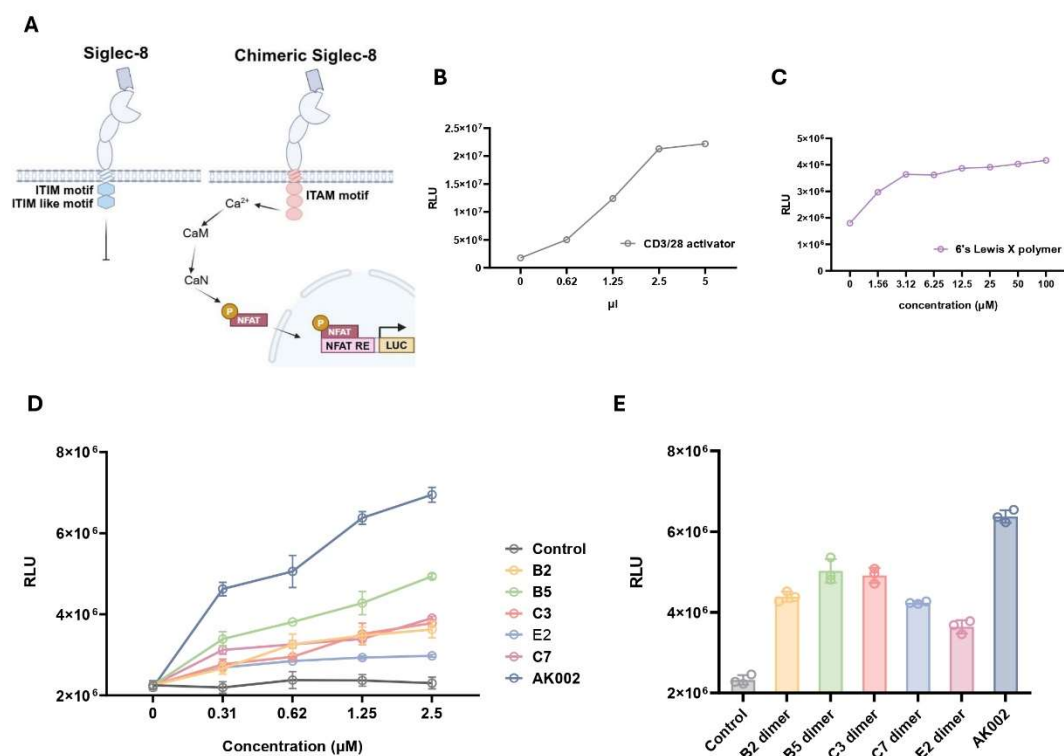 A
Siglec-8
Chimeric Siglec-8
ITIM motif
ITIM like motif
ITAM motif
Ca²⁺
CaM
CaN
P
NFAT
P
NFAT
NFAT RE
LUC
B
2.5×10⁷
2.0×10⁷
1.5×10⁷
1.0×10⁷
5×10⁶
0
RLU
CD3/28 activator
0 0.62 1.25 2.5 5
µl
C
5×10⁶
4×10⁶
3×10⁶
2×10⁶
1×10⁶
0
RLU
6's Lewis X polymer
0 1.56 3.12 6.25 12.5 25 50 100
concentration (µM)
D
8×10⁶
6×10⁶
4×10⁶
2×10⁶
RLU
0 0.31 0.62 1.25 2.5
Concentration (µM)
Control
B2
B5
C3
E2
C7
AK002
E
8×10⁶
6×10⁶
4×10⁶
2×10⁶
RLU
Control
B2 dimer
B5 dimer
C3 dimer
C7 dimer
E2 dimer
AK002